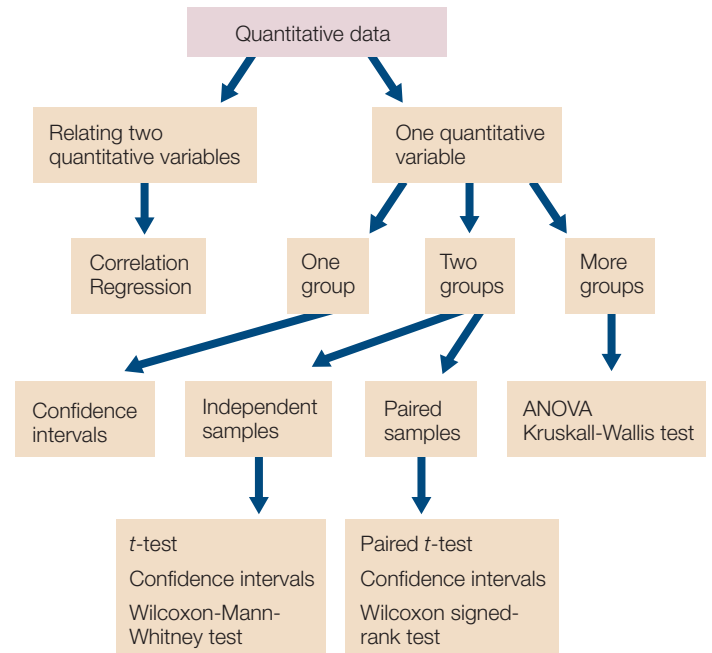 Quantitative data
Relating two
quantitative variables
One quantitative
variable
Correlation
Regression
One
group
Two
groups
More
groups
Confidence
intervals
Independent
samples
Paired
samples
ANOVA
Kruskall-Wallis test
t-test
Confidence intervals
Wilcoxon-Mann-
Whitney test
Paired t-test
Confidence intervals
Wilcoxon signed-
rank test